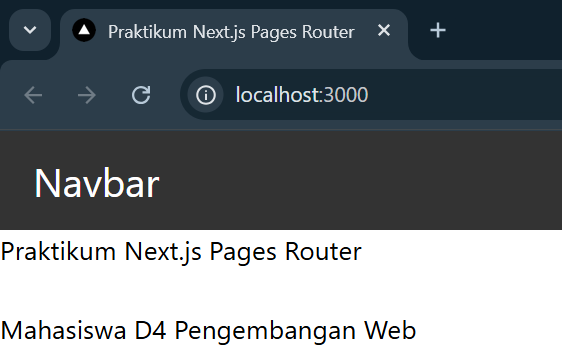 Praktikum Next.js Pages Router
localhost:3000
Navbar
Praktikum Next.js Pages Router
Mahasiswa D4 Pengembangan Web